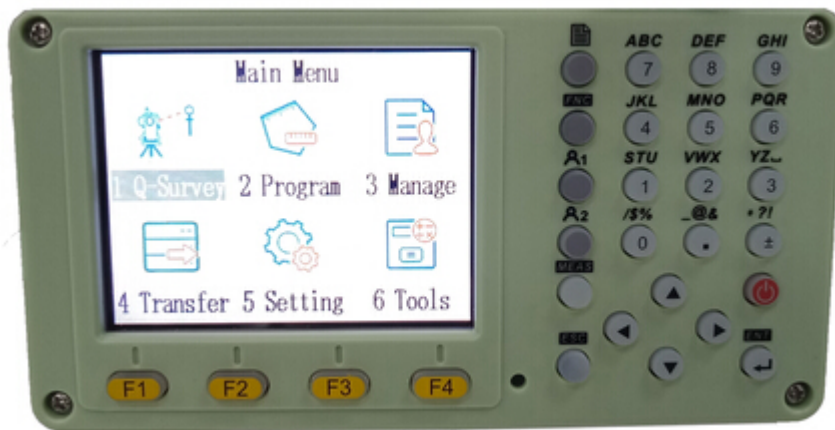 Main Menu
1 Q-Survey 2 Program 3 Manage
4 Transfer 5 Setting 6 Tools
F1 F2 F3 F4
ABC DEF GHI
7 8 9
FNC JKL MNO PQR
4 5 6
1 STU VWX YZ⎵
1 2 3
2 /$% _@& *?!
0 . ±
MEAS
ESC ENT